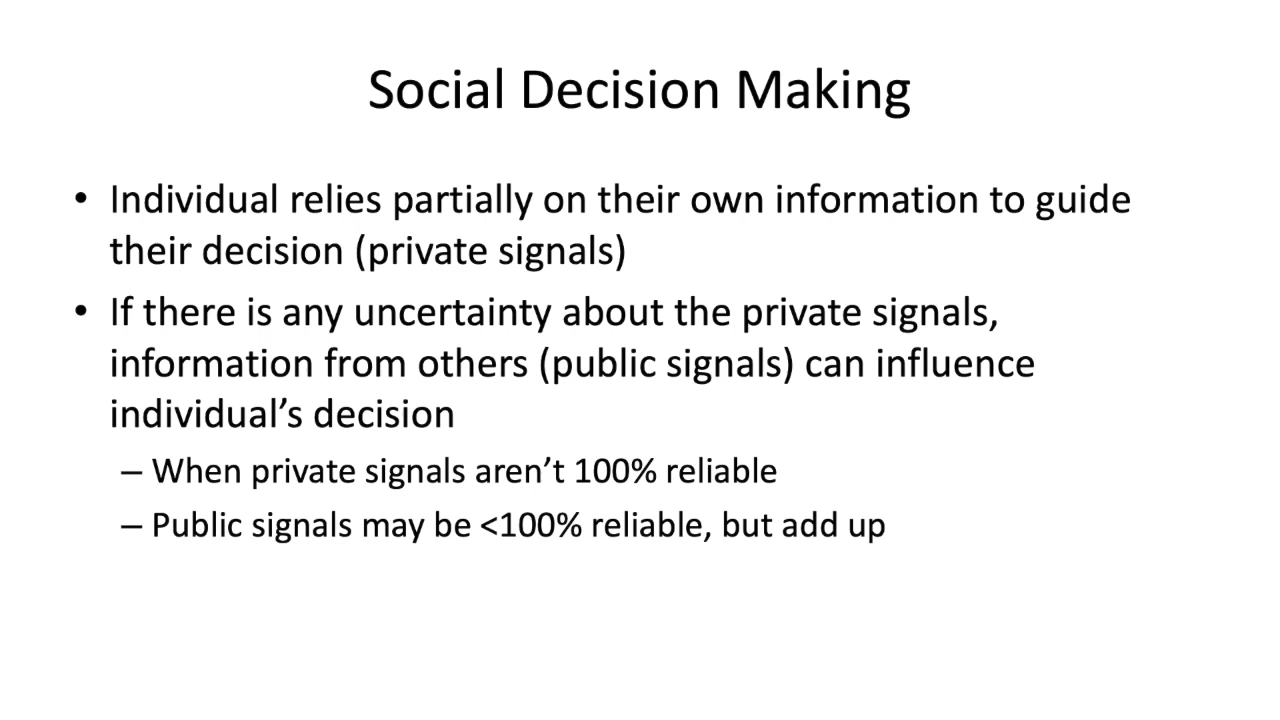 Social Decision Making
• Individual relies partially on their own information to guide
their decision (private signals)
• If there is any uncertainty about the private signals,
information from others (public signals) can influence
individual’s decision
– When private signals aren’t 100% reliable
– Public signals may be <100% reliable, but add up